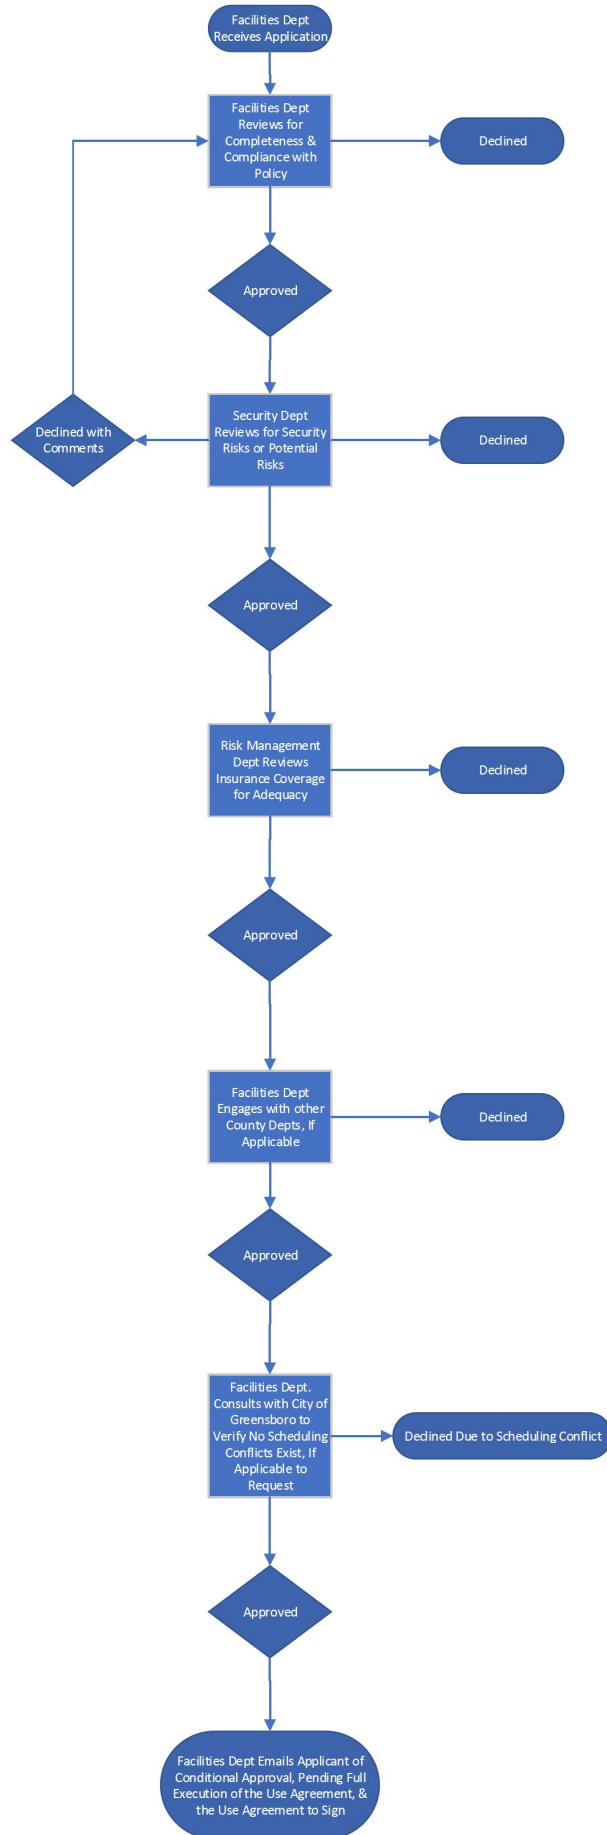 Facilities Dept
Receives Application
Facilities Dept
Reviews for
Completeness &
Compliance with
Policy
Declined
Approved
Declined with
Comments
Security Dept
Reviews for Security
Risks or Potential
Risks
Declined
Approved
Risk Management
Dept Reviews
Insurance Coverage
for Adequacy
Declined
Approved
Facilities Dept
Engages with other
County Depts, If
Applicable
Declined
Approved
Facilities Dept.
Consults with City of
Greensboro to
Verify No Scheduling
Conflicts Exist, If
Applicable to
Request
Declined Due to Scheduling Conflict
Approved
Facilities Dept Emails Applicant of
Conditional Approval, Pending Full
Execution of the Use Agreement, &
the Use Agreement to Sign